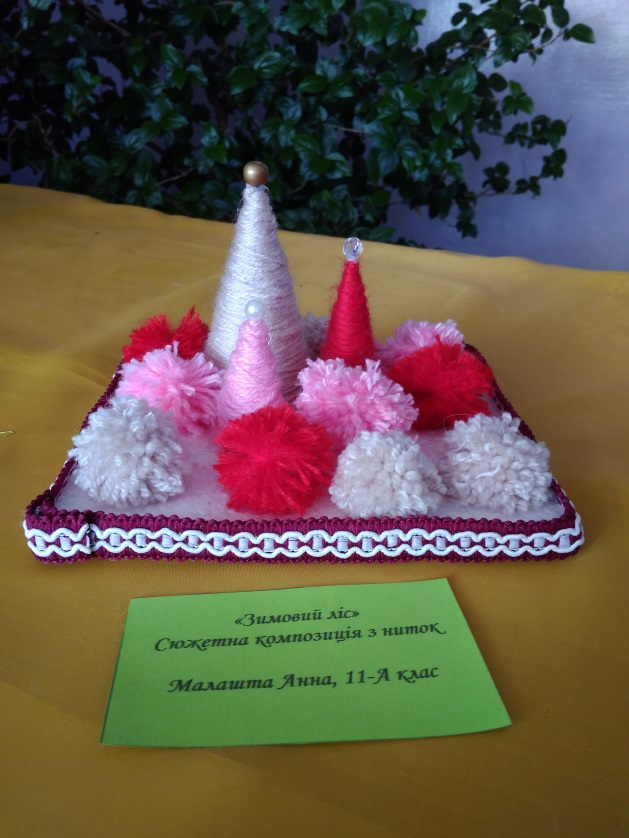 «Зимовий ліс»
Сюжетна композиція з ниток.
Малашта Анна, 11-А клас